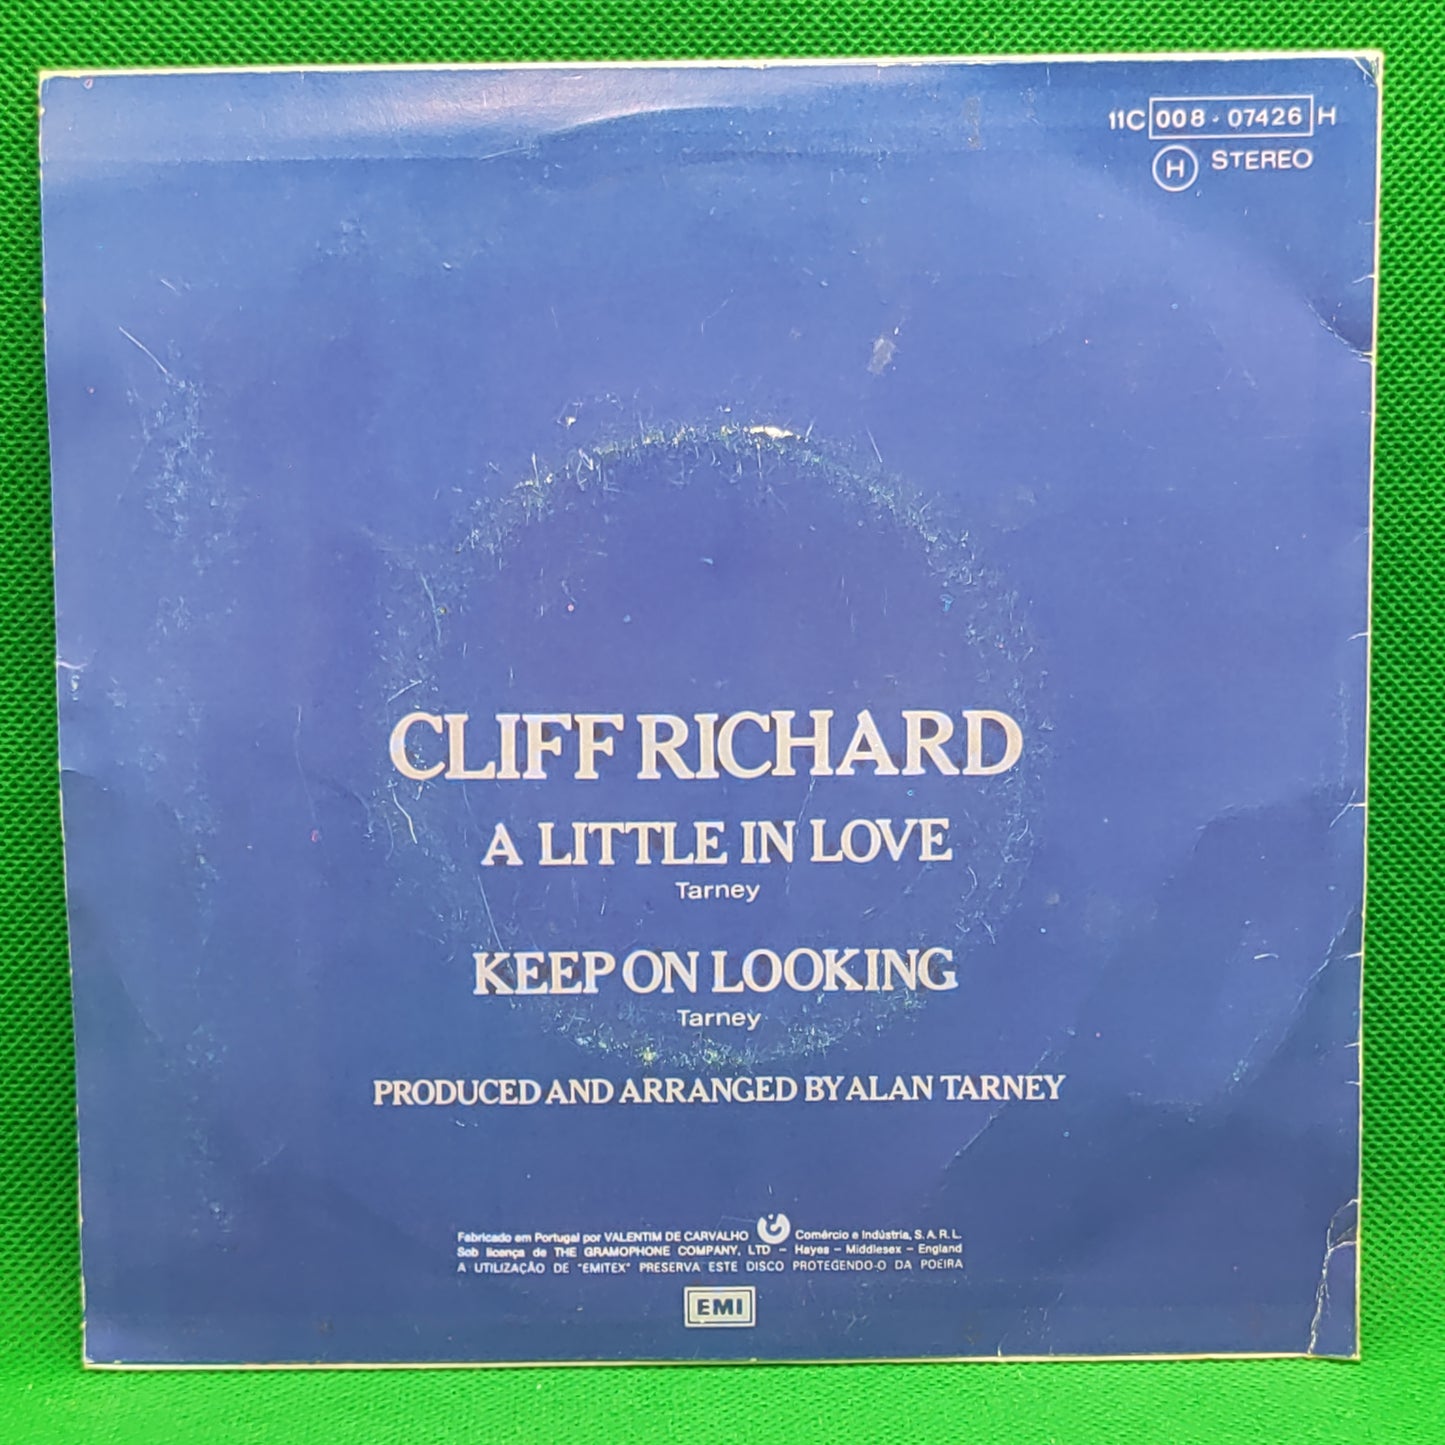 11C 008 · 07426 H
H STEREO
CLIFF RICHARD
A LITTLE IN LOVE
Tarney
KEEP ON LOOKING
Tarney
PRODUCED AND ARRANGED BY ALAN TARNEY
Fabricado em Portugal por VALENTIM DE CARVALHO Comércio e Indústria, S. A. R. L.
Sob licença de THE GRAMOPHONE COMPANY, LTD – Hayes – Middlesex – England
A UTILIZAÇÃO DE "EMITEX" PRESERVA ESTE DISCO PROTEGENDO-O DA POEIRA
EMI